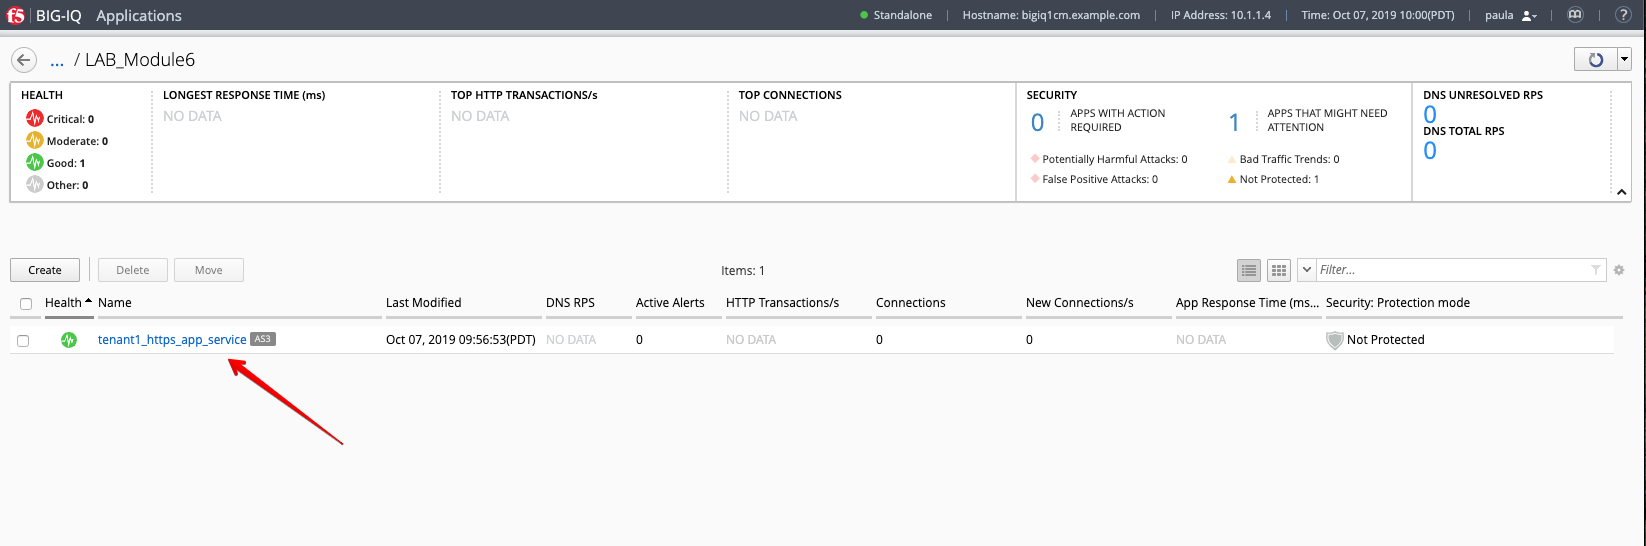 f5 BIG-IQ Applications Standalone Hostname: bigiq1cm.example.com IP Address: 10.1.1.4 Time: Oct 07, 2019 10:00(PDT) paula ?
... / LAB_Module6
HEALTH LONGEST RESPONSE TIME (ms) TOP HTTP TRANSACTIONS/s TOP CONNECTIONS SECURITY DNS UNRESOLVED RPS
Critical: 0 NO DATA NO DATA NO DATA 0 APPS WITH ACTION REQUIRED 1 APPS THAT MIGHT NEED ATTENTION 0
DNS TOTAL RPS
Moderate: 0 0
Good: 1 Potentially Harmful Attacks: 0 Bad Traffic Trends: 0
Other: 0 False Positive Attacks: 0 Not Protected: 1
Create Delete Move Items: 1 Filter...
Health Name Last Modified DNS RPS Active Alerts HTTP Transactions/s Connections New Connections/s App Response Time (ms... Security: Protection mode
tenant1_https_app_service AS3 Oct 07, 2019 09:56:53(PDT) NO DATA 0 NO DATA 0 0 NO DATA Not Protected